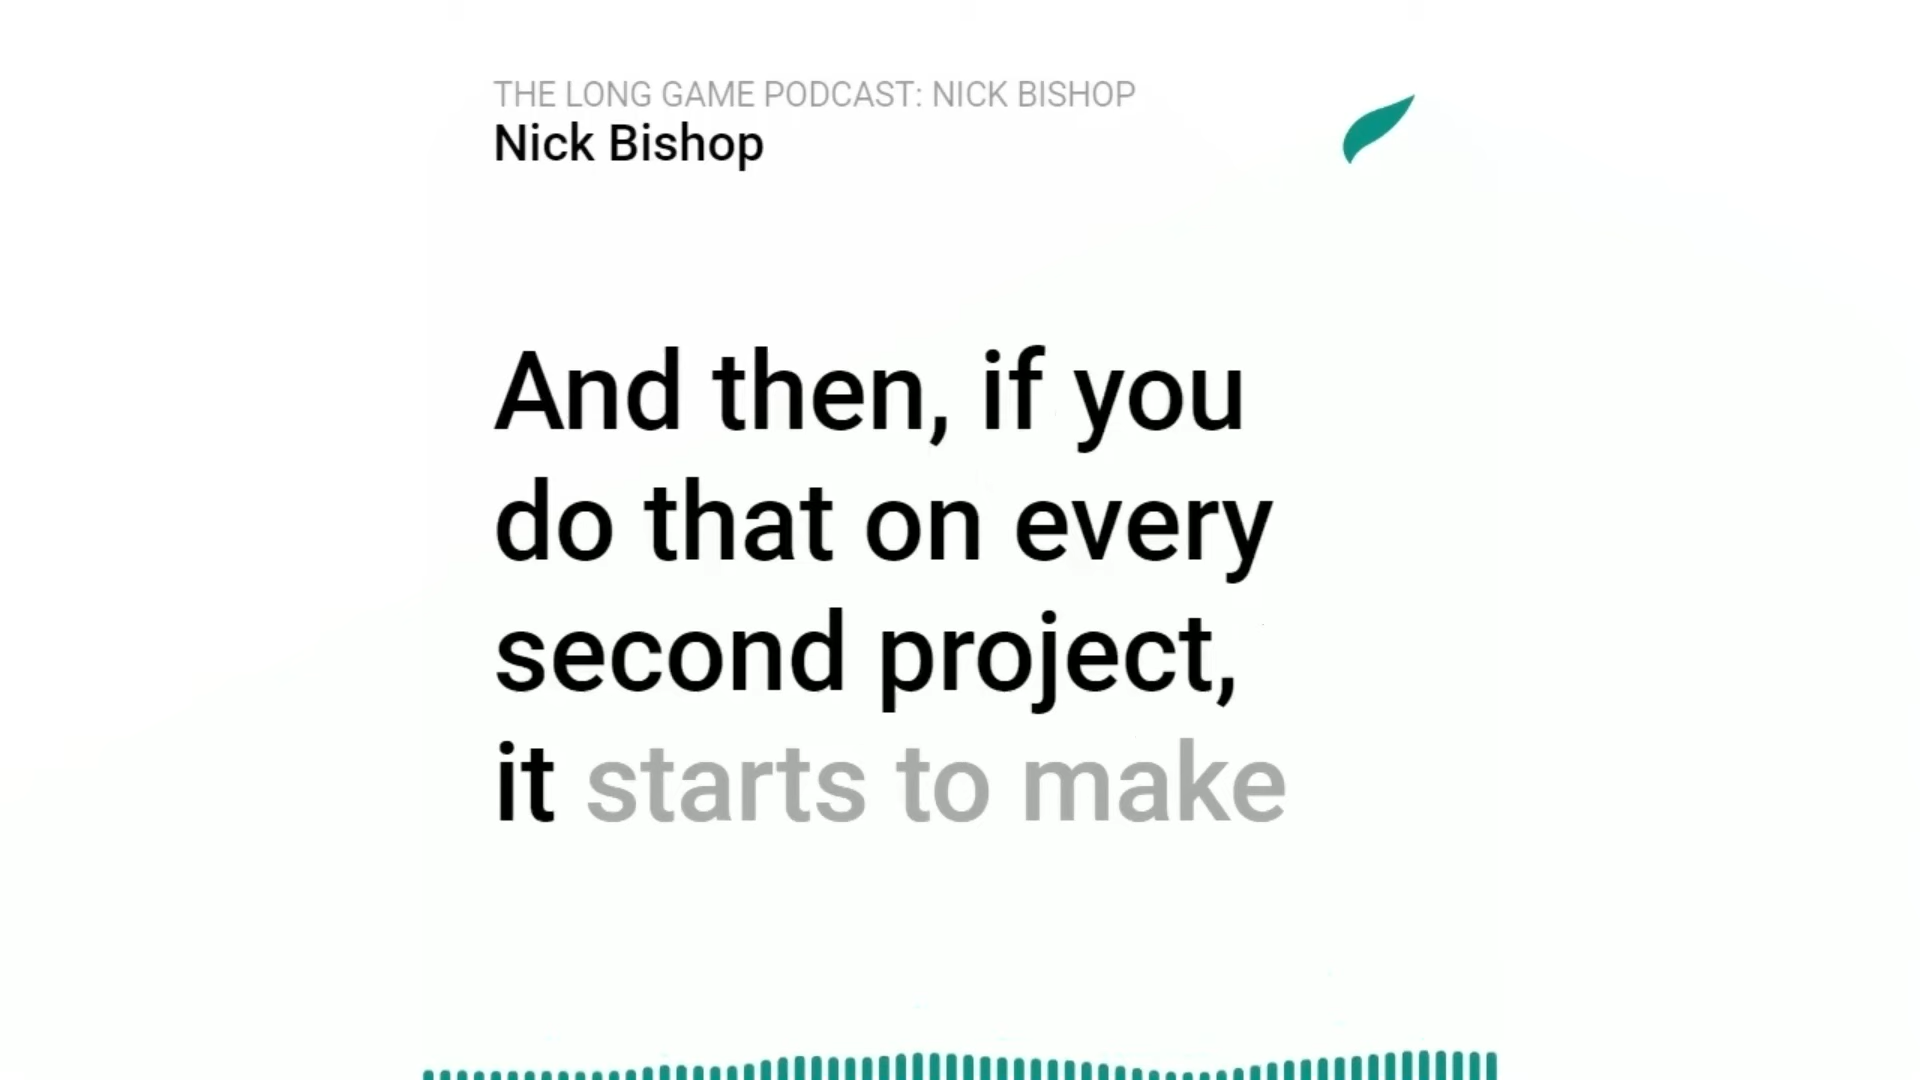 THE LONG GAME PODCAST: NICK BISHOP
Nick Bishop
And then, if you
do that on every
second project,
it starts to make